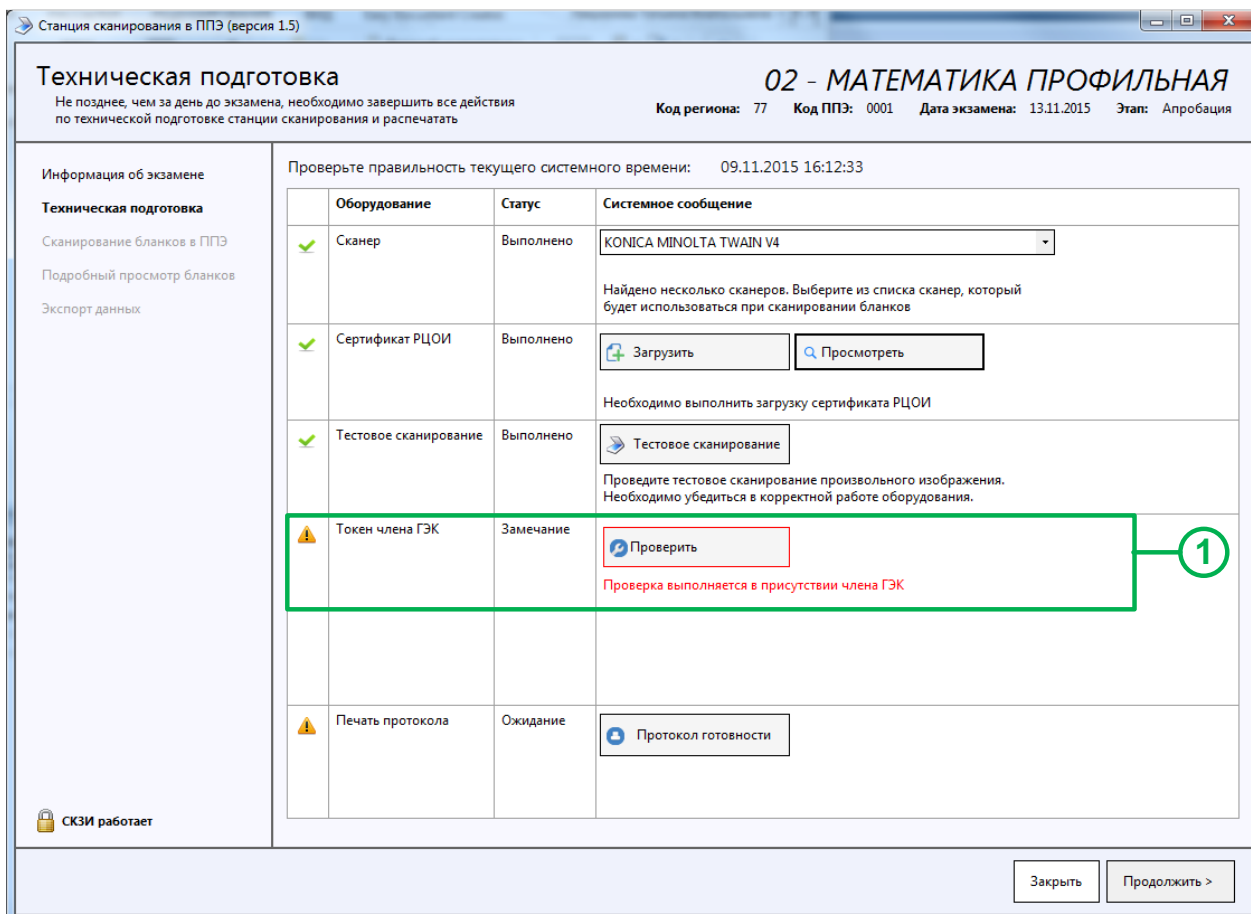 Станция сканирования в ППЭ (версия 1.5)
Техническая подготовка
Не позднее, чем за день до экзамена, необходимо завершить все действия
по технической подготовке станции сканирования и распечатать
02 - МАТЕМАТИКА ПРОФИЛЬНАЯ
Код региона: 77 Код ППЭ: 0001 Дата экзамена: 13.11.2015 Этап: Апробация
Информация об экзамене
Техническая подготовка
Сканирование бланков в ППЭ
Подробный просмотр бланков
Экспорт данных
СКЗИ работает
Проверьте правильность текущего системного времени: 09.11.2015 16:12:33
Оборудование Статус Системное сообщение
Сканер Выполнено KONICA MINOLTA TWAIN V4
Найдено несколько сканеров. Выберите из списка сканер, который
будет использоваться при сканировании бланков
Сертификат РЦОИ Выполнено Загрузить Просмотреть
Необходимо выполнить загрузку сертификата РЦОИ
Тестовое сканирование Выполнено Тестовое сканирование
Проведите тестовое сканирование произвольного изображения.
Необходимо убедиться в корректной работе оборудования.
Токен члена ГЭК Замечание Проверить
Проверка выполняется в присутствии члена ГЭК
1
Печать протокола Ожидание Протокол готовности
Закрыть Продолжить >